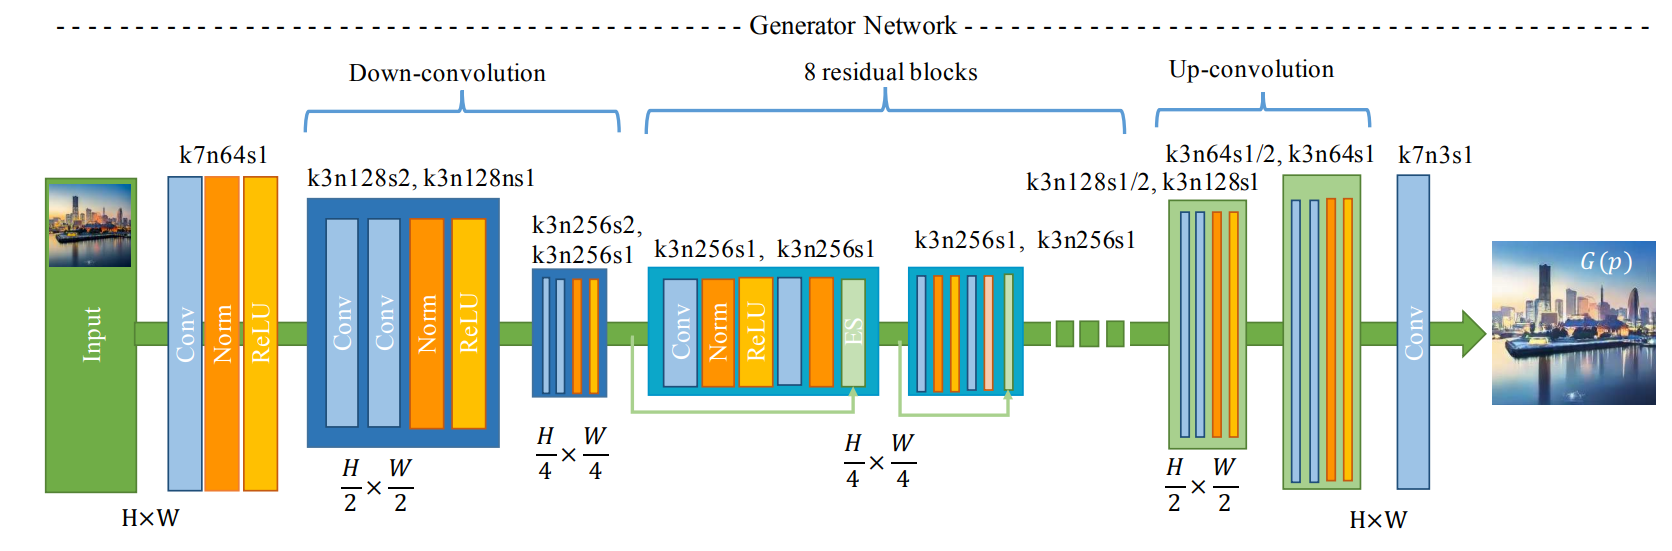 Generator Network
Down-convolution
8 residual blocks
Up-convolution
k7n64s1
k3n128s2, k3n128ns1
k3n256s2,
k3n256s1
k3n256s1, k3n256s1
k3n256s1, k3n256s1
k3n128s1/2, k3n128s1
k3n64s1/2, k3n64s1
k7n3s1
Input
Conv
Norm
ReLU
Conv
Conv
Norm
ReLU
Conv
Norm
ReLU
ES
Conv
G(p)
H×W
H/2 × W/2
H/4 × W/4
H/4 × W/4
H/2 × W/2
H×W